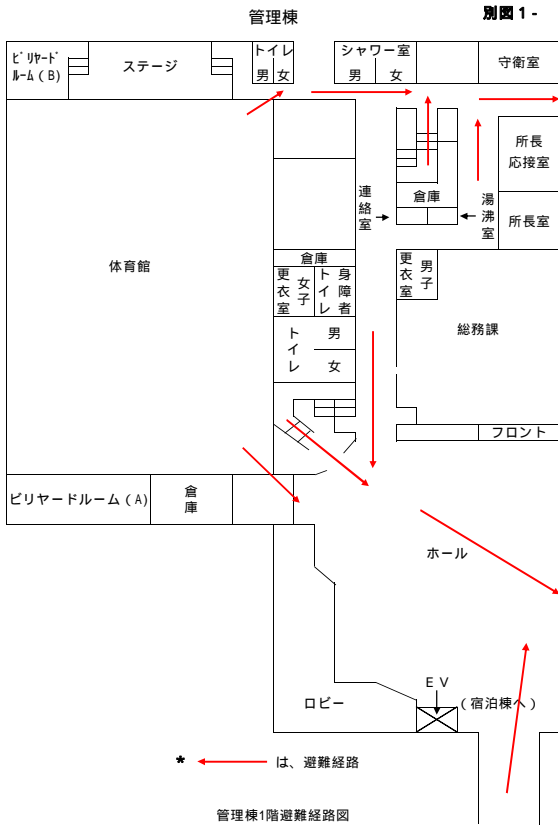 管理棟
別図1-
ﾋﾞﾘﾔｰﾄﾞ
ﾙｰﾑ(B)
ステージ
トイレ
男 女
シャワー室
男 女
守衛室
所長
応接室
倉庫
連絡室
湯沸室
所長室
体育館
倉庫
更衣室
女子
トイレ
身障者
更衣室
男子
総務課
トイレ
男
女
フロント
ビリヤードルーム(A)
倉庫
ホール
EV
ロビー
(宿泊棟へ)
* は、避難経路
管理棟1階避難経路図